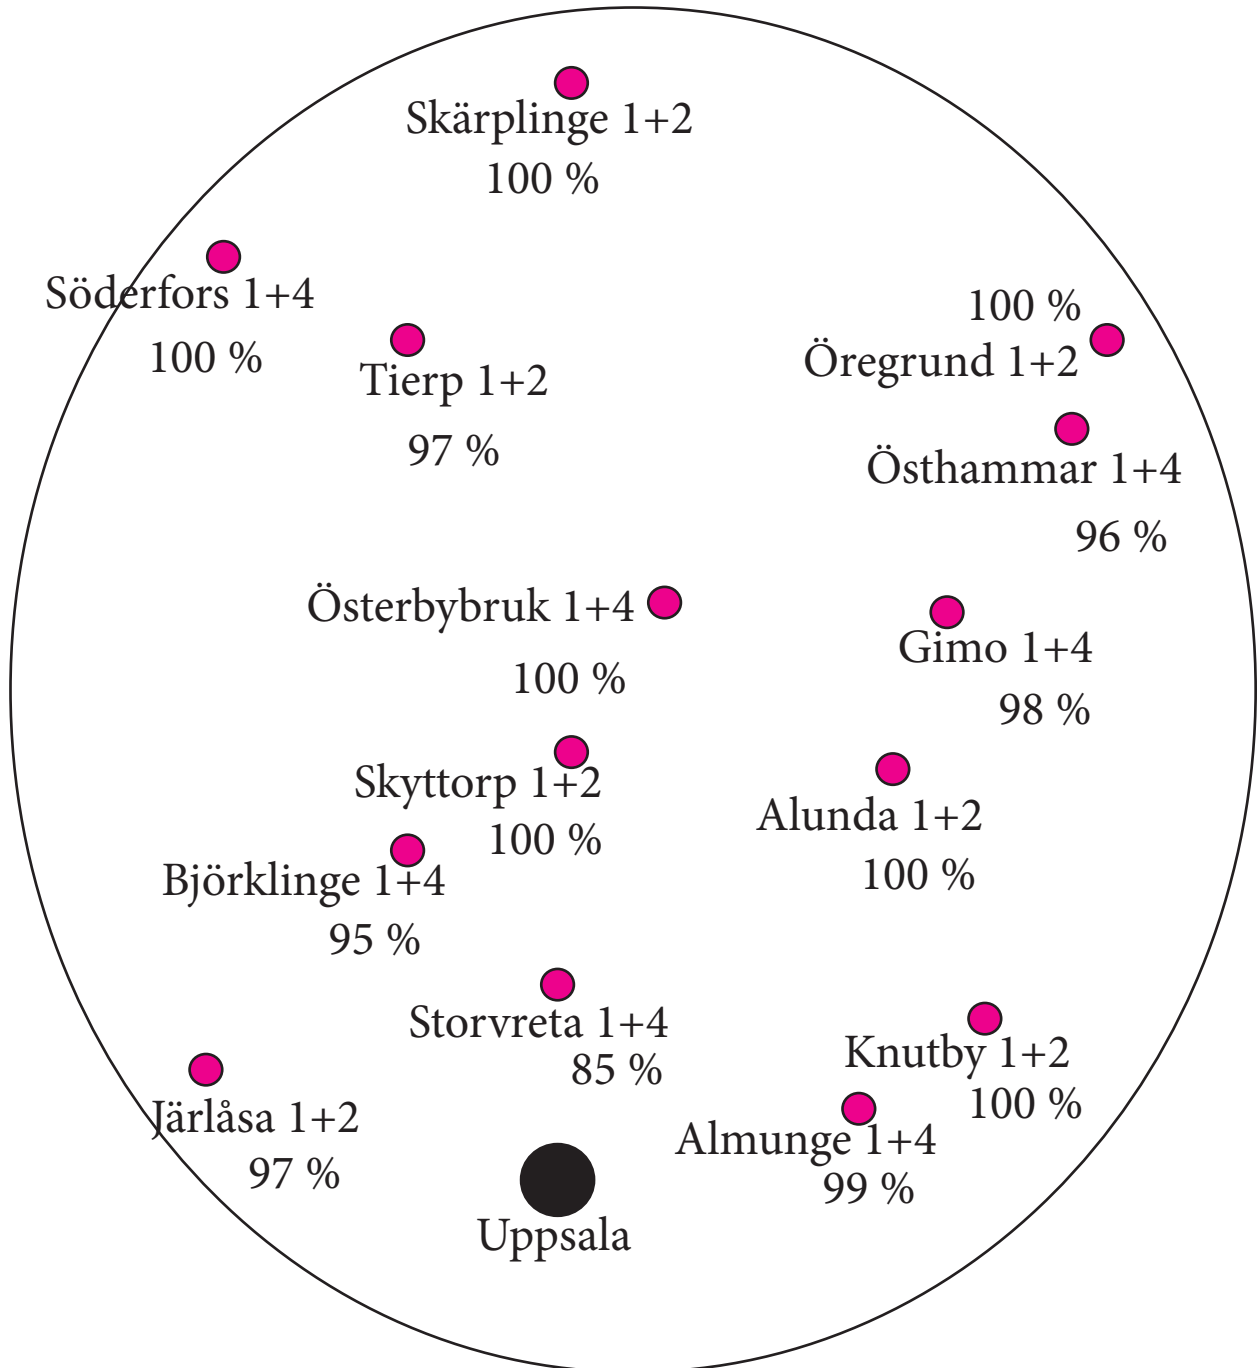 Skärplinge 1+2
100 %
Söderfors 1+4
100 %
Tierp 1+2
97 %
100 %
Öregrund 1+2
Östhammar 1+4
96 %
Österbybruk 1+4
100 %
Gimo 1+4
98 %
Skyttorp 1+2
100 %
Alunda 1+2
100 %
Björklinge 1+4
95 %
Storvreta 1+4
85 %
Knutby 1+2
100 %
Järlåsa 1+2
97 %
Almunge 1+4
99 %
Uppsala